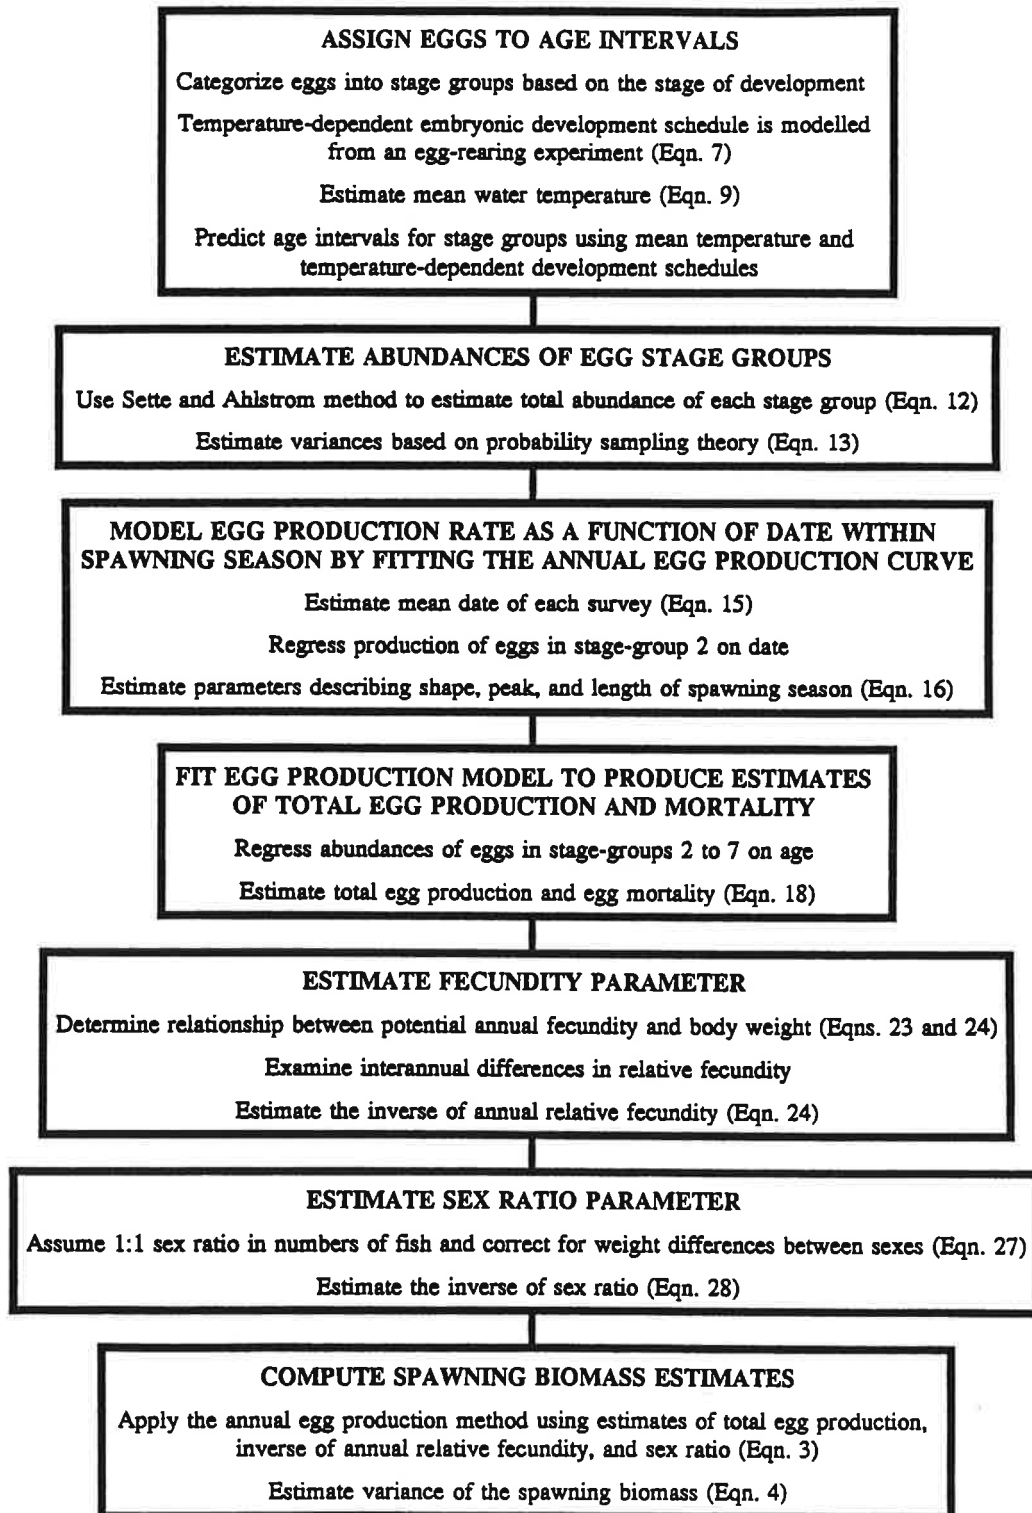 ASSIGN EGGS TO AGE INTERVALS
Categorize eggs into stage groups based on the stage of development
Temperature-dependent embryonic development schedule is modelled
from an egg-rearing experiment (Eqn. 7)
Estimate mean water temperature (Eqn. 9)
Predict age intervals for stage groups using mean temperature and
temperature-dependent development schedules
ESTIMATE ABUNDANCES OF EGG STAGE GROUPS
Use Sette and Ahlstrom method to estimate total abundance of each stage group (Eqn. 12)
Estimate variances based on probability sampling theory (Eqn. 13)
MODEL EGG PRODUCTION RATE AS A FUNCTION OF DATE WITHIN
SPAWNING SEASON BY FITTING THE ANNUAL EGG PRODUCTION CURVE
Estimate mean date of each survey (Eqn. 15)
Regress production of eggs in stage-group 2 on date
Estimate parameters describing shape, peak, and length of spawning season (Eqn. 16)
FIT EGG PRODUCTION MODEL TO PRODUCE ESTIMATES
OF TOTAL EGG PRODUCTION AND MORTALITY
Regress abundances of eggs in stage-groups 2 to 7 on age
Estimate total egg production and egg mortality (Eqn. 18)
ESTIMATE FECUNDITY PARAMETER
Determine relationship between potential annual fecundity and body weight (Eqns. 23 and 24)
Examine interannual differences in relative fecundity
Estimate the inverse of annual relative fecundity (Eqn. 24)
ESTIMATE SEX RATIO PARAMETER
Assume 1:1 sex ratio in numbers of fish and correct for weight differences between sexes (Eqn. 27)
Estimate the inverse of sex ratio (Eqn. 28)
COMPUTE SPAWNING BIOMASS ESTIMATES
Apply the annual egg production method using estimates of total egg production,
inverse of annual relative fecundity, and sex ratio (Eqn. 3)
Estimate variance of the spawning biomass (Eqn. 4)